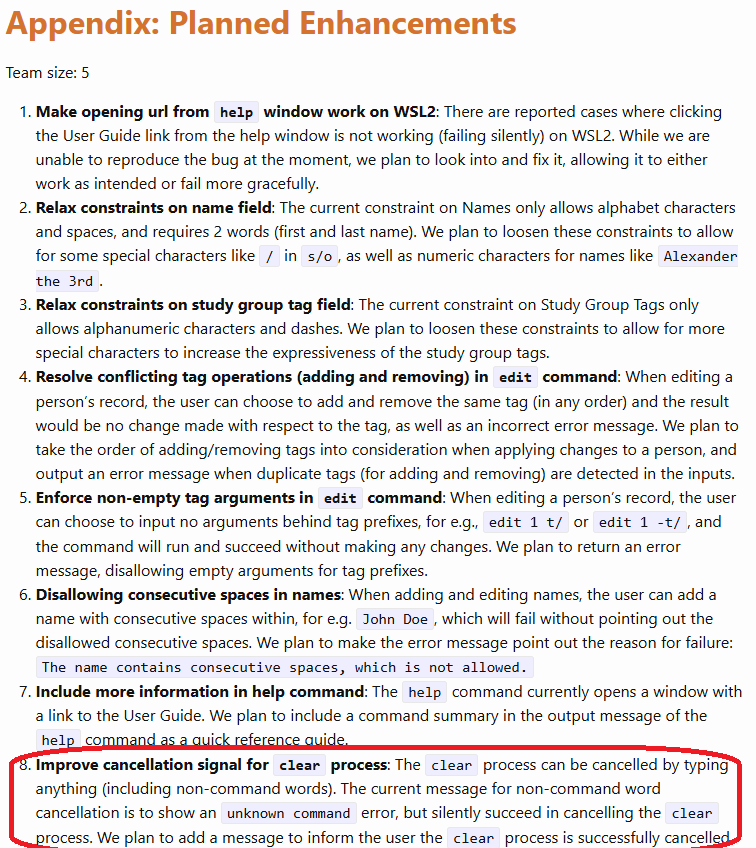 Appendix: Planned Enhancements
Team size: 5
1. Make opening url from help window work on WSL2: There are reported cases where clicking
the User Guide link from the help window is not working (failing silently) on WSL2. While we are
unable to reproduce the bug at the moment, we plan to look into and fix it, allowing it to either
work as intended or fail more gracefully.
2. Relax constraints on name field: The current constraint on Names only allows alphabet characters
and spaces, and requires 2 words (first and last name). We plan to loosen these constraints to allow
for some special characters like / in s/o, as well as numeric characters for names like Alexander
the 3rd.
3. Relax constraints on study group tag field: The current constraint on Study Group Tags only
allows alphanumeric characters and dashes. We plan to loosen these constraints to allow for more
special characters to increase the expressiveness of the study group tags.
4. Resolve conflicting tag operations (adding and removing) in edit command: When editing a
person's record, the user can choose to add and remove the same tag (in any order) and the result
would be no change made with respect to the tag, as well as an incorrect error message. We plan to
take the order of adding/removing tags into consideration when applying changes to a person, and
output an error message when duplicate tags (for adding and removing) are detected in the inputs.
5. Enforce non-empty tag arguments in edit command: When editing a person's record, the user
can choose to input no arguments behind tag prefixes, for e.g., edit 1 t/ or edit 1 -t/, and
the command will run and succeed without making any changes. We plan to return an error
message, disallowing empty arguments for tag prefixes.
6. Disallowing consecutive spaces in names: When adding and editing names, the user can add a
name with consecutive spaces within, for e.g. John Doe, which will fail without pointing out the
disallowed consecutive spaces. We plan to make the error message point out the reason for failure:
The name contains consecutive spaces, which is not allowed.
7. Include more information in help command: The help command currently opens a window with
a link to the User Guide. We plan to include a command summary in the output message of the
help command as a quick reference guide.
8. Improve cancellation signal for clear process: The clear process can be cancelled by typing
anything (including non-command words). The current message for non-command word
cancellation is to show an unknown command error, but silently succeed in cancelling the clear
process. We plan to add a message to inform the user the clear process is successfully cancelled